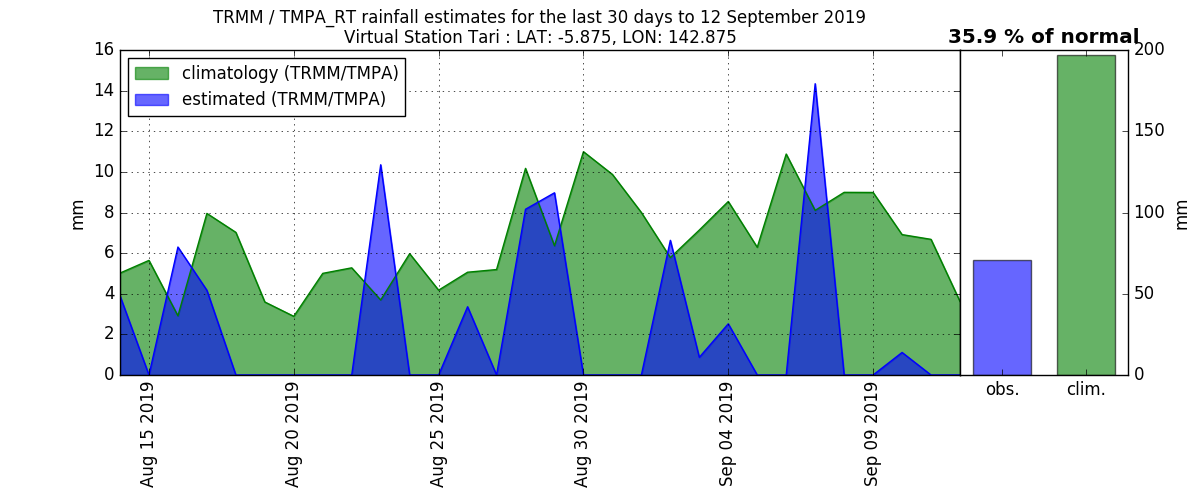 TRMM / TMPA_RT rainfall estimates for the last 30 days to 12 September 2019
Virtual Station Tari : LAT: -5.875, LON: 142.875
35.9 % of normal
climatology (TRMM/TMPA)
estimated (TRMM/TMPA)
16
14
12
10
8
6
4
2
0
mm
Aug 15 2019
Aug 20 2019
Aug 25 2019
Aug 30 2019
Sep 04 2019
Sep 09 2019
200
150
100
50
0
mm
obs.
clim.